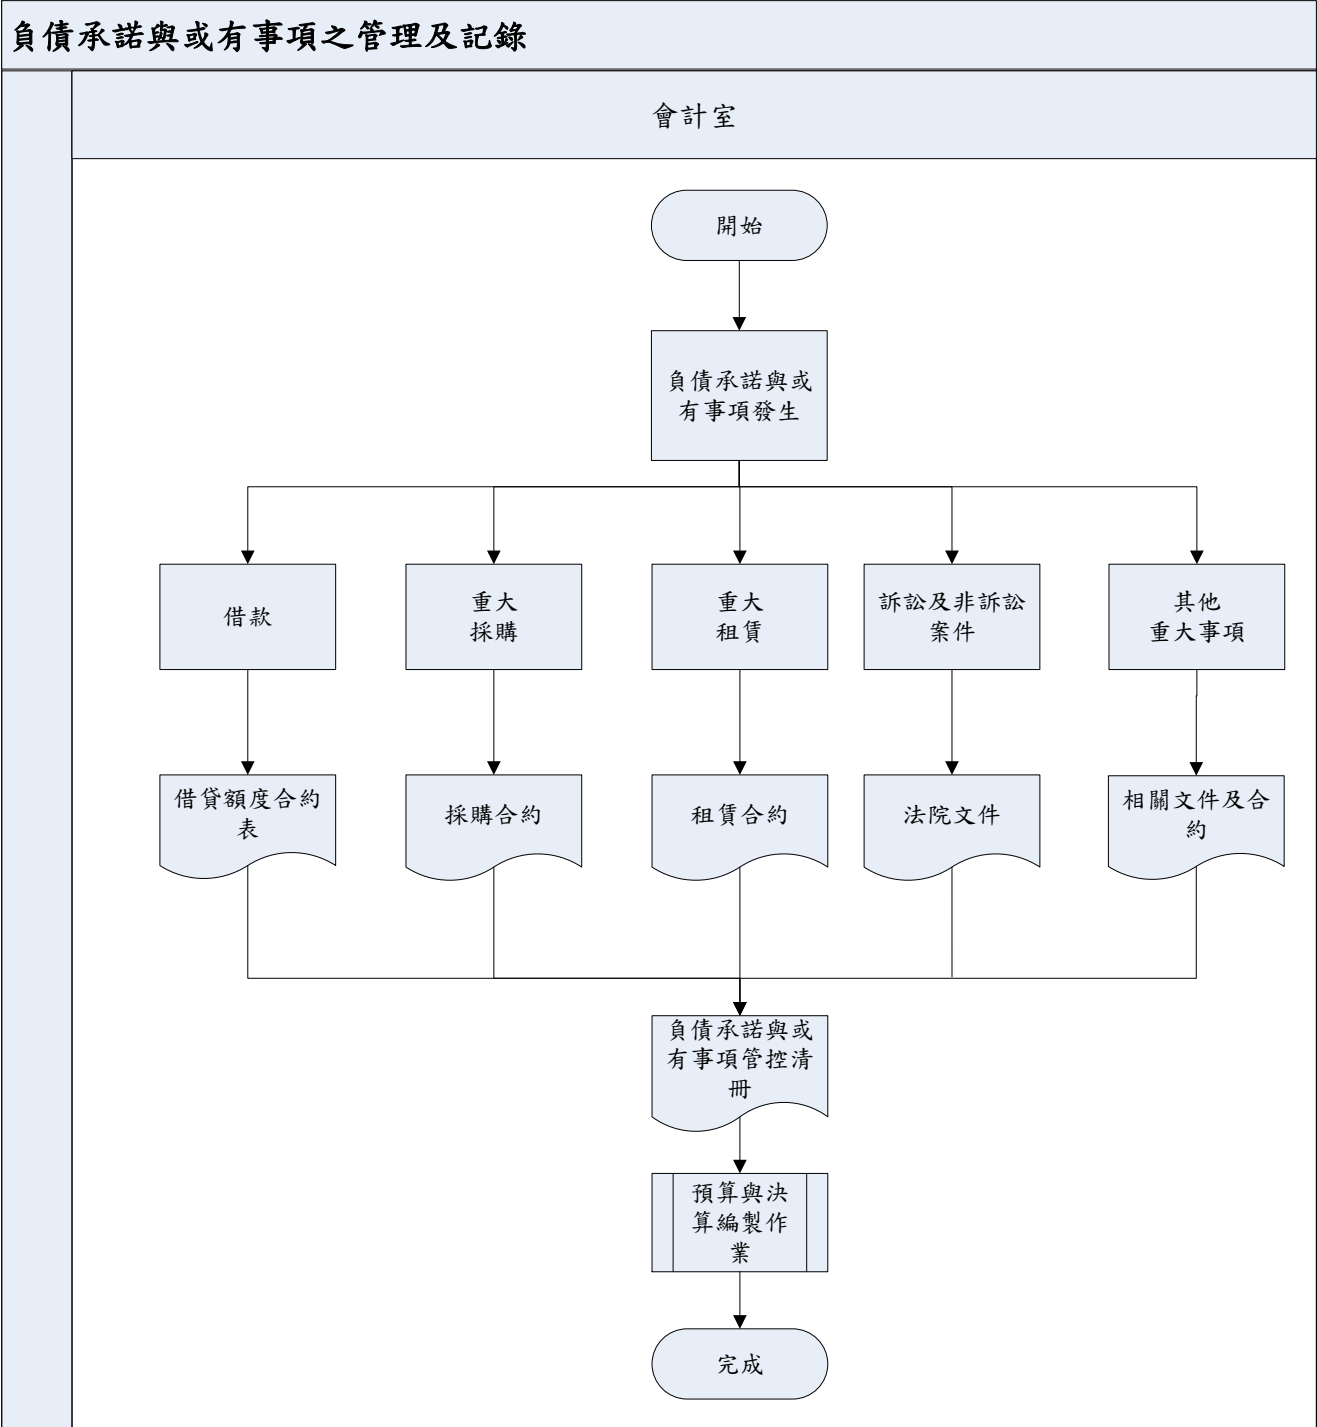 負債承諾與或有事項之管理及記錄
會計室
開始
負債承諾與或
有事項發生
借款
重大
採購
重大
租賃
訴訟及非訴訟
案件
其他
重大事項
借貸額度合約
表
採購合約
租賃合約
法院文件
相關文件及合
約
負債承諾與或
有事項管控清
冊
預算與決
算編製作
業
完成